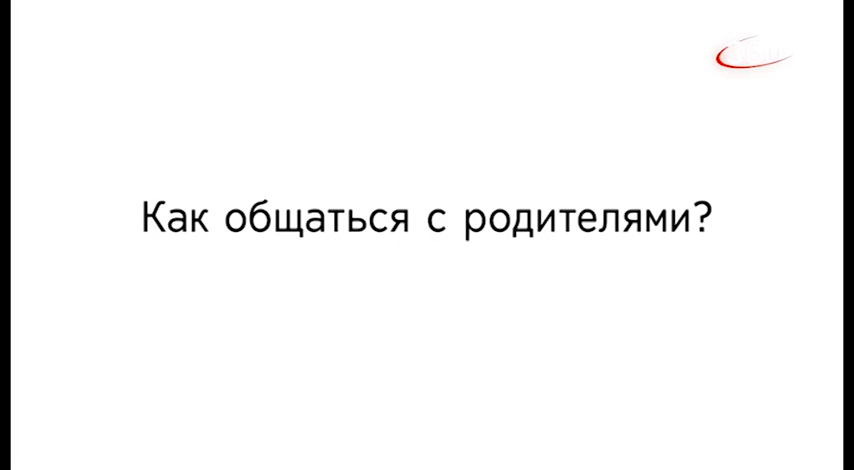 Как общаться с родителями?